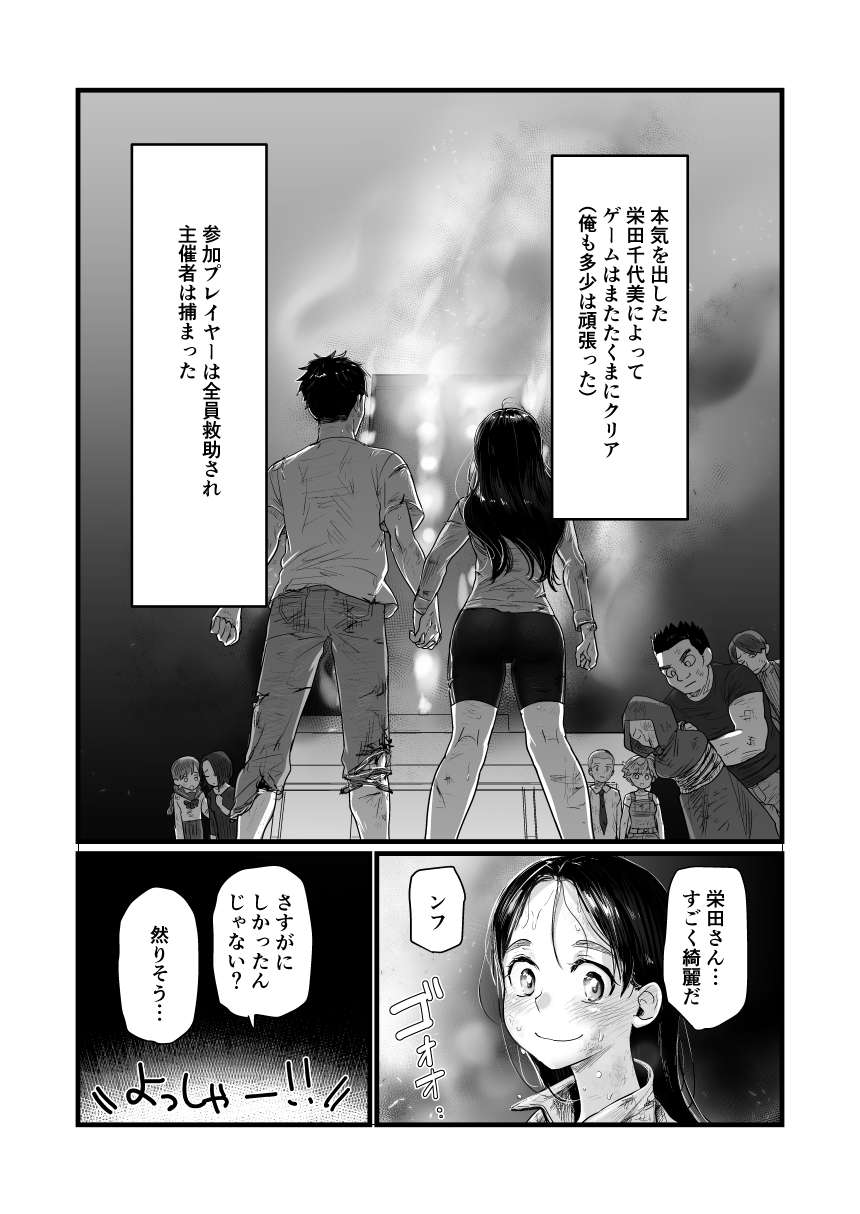 本気を出した
栄田千代美によって
ゲームはまたたくまにクリア
(俺も多少は頑張った)
参加プレイヤーは全員救助され
主催者は捕まった
栄田さん…
すごく綺麗だ
ンフ
ゴォォ…
さすがに
しかったん
じゃない?
然りそう…
よっしゃー!!